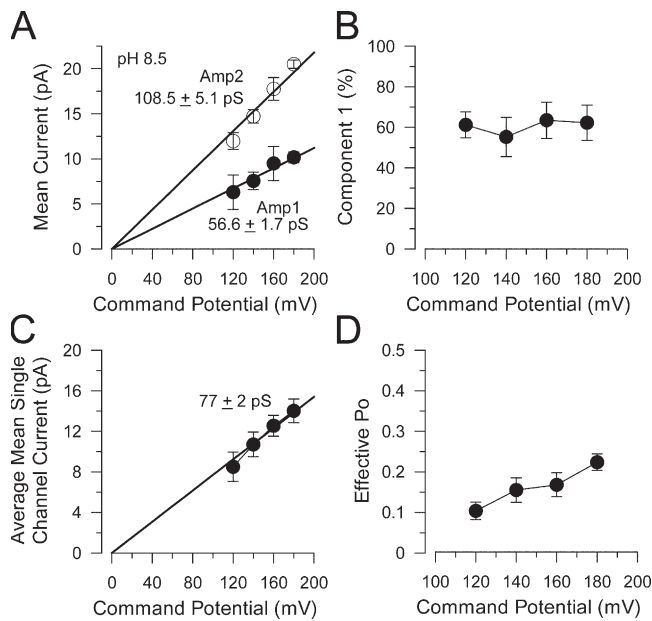 A
pH 8.5
Amp2
108.5 ± 5.1 pS
Amp1
56.6 ± 1.7 pS
Mean Current (pA)
20
15
10
5
0
0 40 80 120 160 200
Command Potential (mV)
B
Component 1 (%)
100
80
60
40
20
0
100 120 140 160 180 200
Command Potential (mV)
C
77 ± 2 pS
Average Mean Single
Channel Current (pA)
20
16
12
8
4
0
0 40 80 120 160 200
Command Potential (mV)
D
Effective Po
0.5
0.4
0.3
0.2
0.1
0
100 120 140 160 180 200
Command Potential (mV)